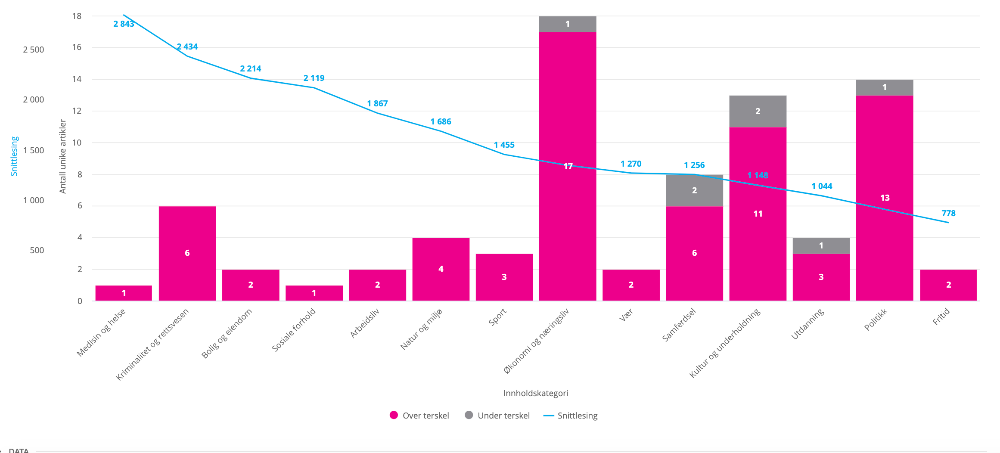 Snittlesing
2 500
2 000
1 500
1 000
500
Antall unike artikler
18
16
14
12
10
8
6
4
2
0
2 843
2 434
2 214
2 119
1 867
1 686
1 455
1 270
1 256
1 148
1 044
778
1
6
2
1
2
4
3
1
17
2
2
6
2
11
1
3
1
13
2
Medisin og helse
Kriminalitet og rettsvesen
Bolig og eiendom
Sosiale forhold
Arbeidsliv
Natur og miljø
Sport
Økonomi og næringsliv
Vær
Samferdsel
Kultur og underholdning
Utdanning
Politikk
Fritid
Innholdskategori
Over terskel
Under terskel
Snittlesing
DATA